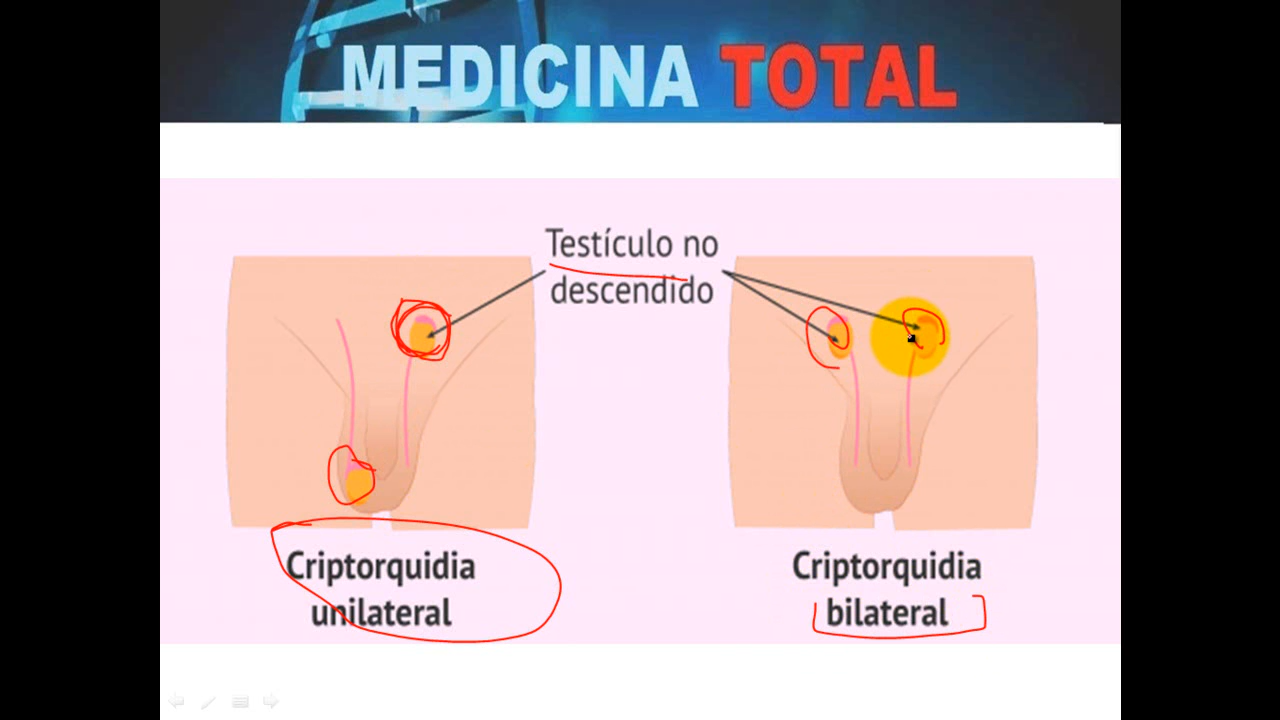 MEDICINA TOTAL
Testículo no
descendido
Criptorquidia
unilateral
Criptorquidia
bilateral